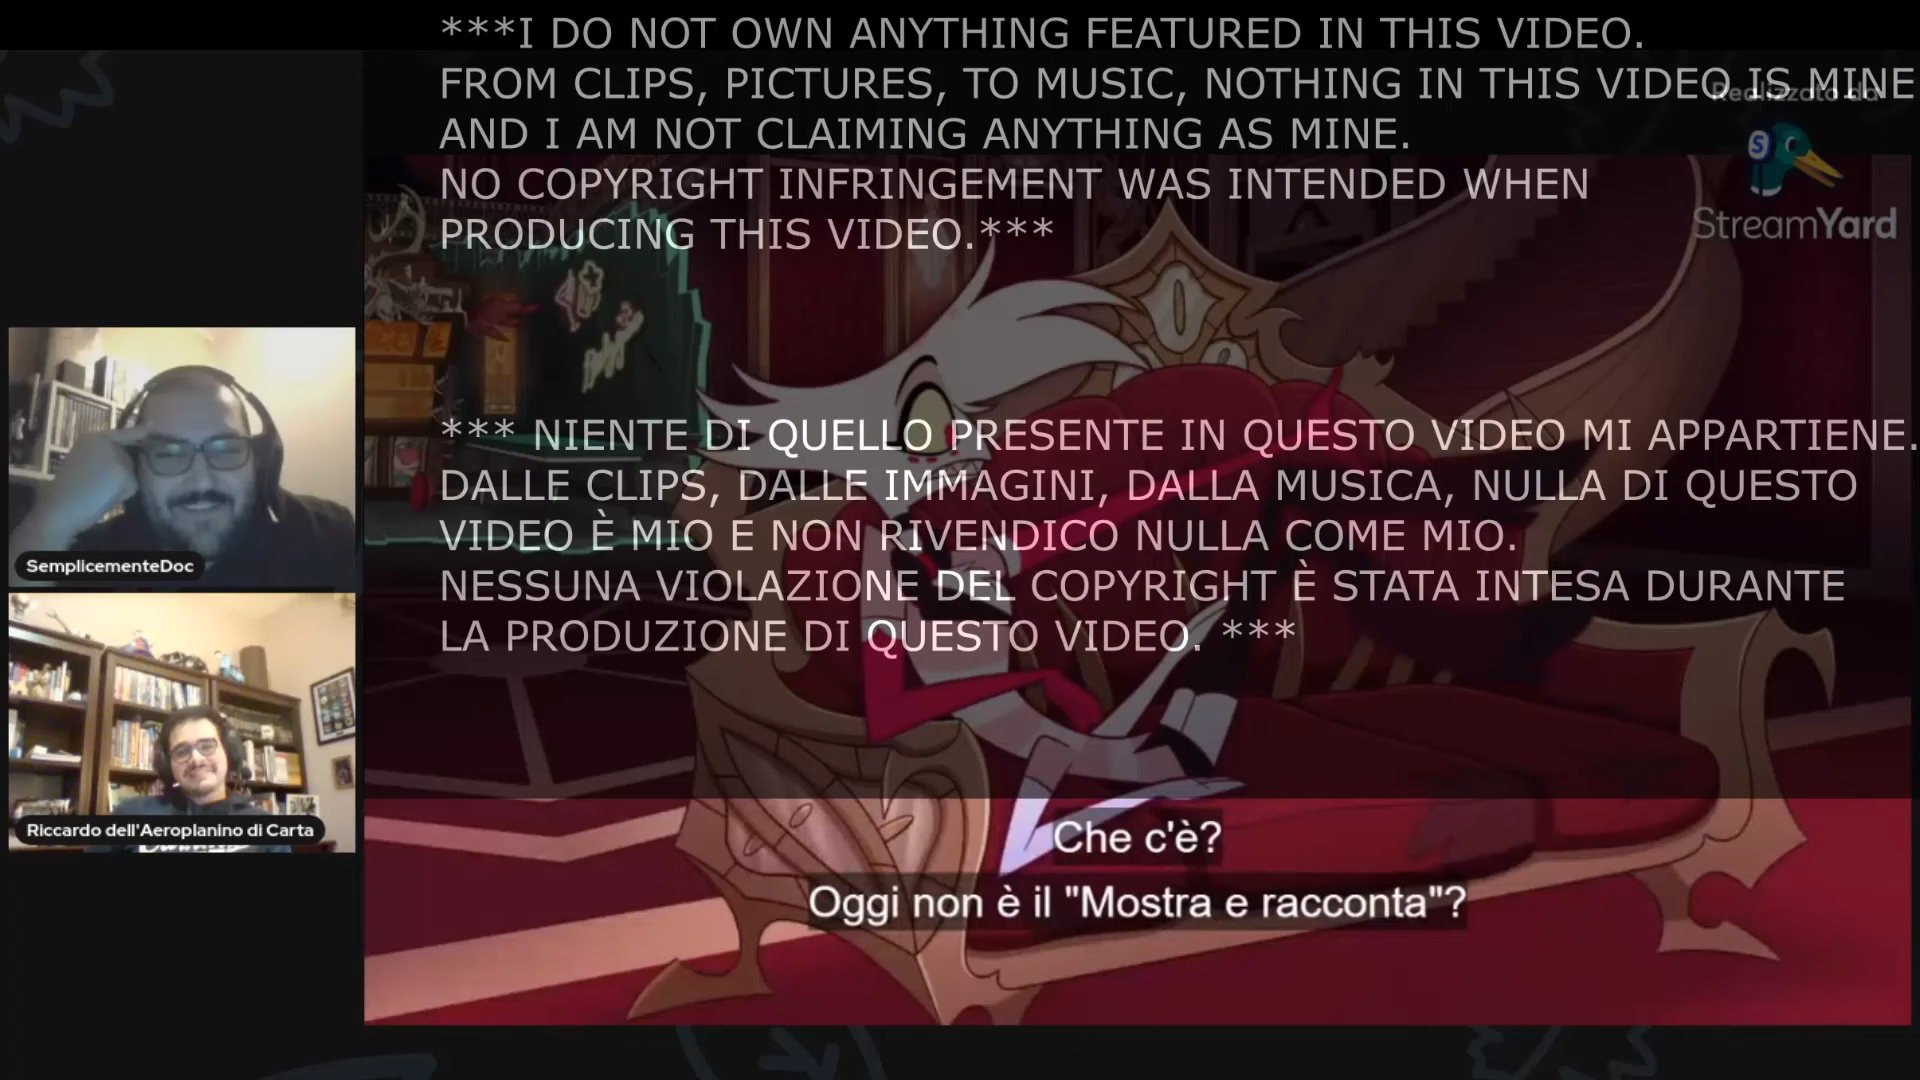 ***I DO NOT OWN ANYTHING FEATURED IN THIS VIDEO.
FROM CLIPS, PICTURES, TO MUSIC, NOTHING IN THIS VIDEO IS MINE
AND I AM NOT CLAIMING ANYTHING AS MINE.
NO COPYRIGHT INFRINGEMENT WAS INTENDED WHEN
PRODUCING THIS VIDEO.***
Realizzato da
S
StreamYard
*** NIENTE DI QUELLO PRESENTE IN QUESTO VIDEO MI APPARTIENE.
DALLE CLIPS, DALLE IMMAGINI, DALLA MUSICA, NULLA DI QUESTO
VIDEO È MIO E NON RIVENDICO NULLA COME MIO.
NESSUNA VIOLAZIONE DEL COPYRIGHT È STATA INTESA DURANTE
LA PRODUZIONE DI QUESTO VIDEO. ***
SemplicementeDoc
Riccardo dell'Aeroplanino di Carta
Che c'è?
Oggi non è il "Mostra e racconta"?